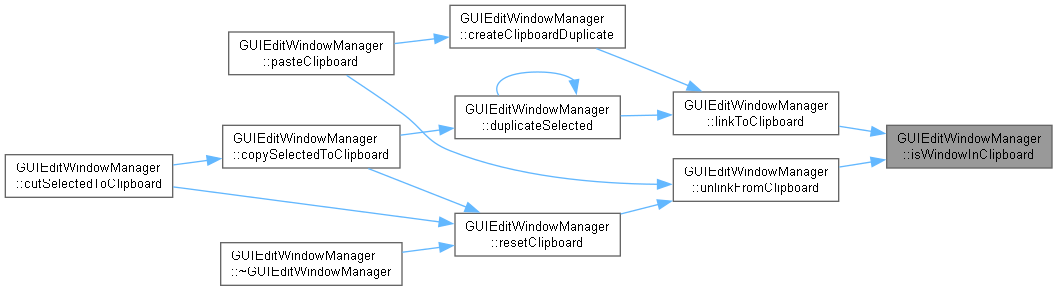 GUIEditWindowManager
::createClipboardDuplicate
GUIEditWindowManager
::pasteClipboard
GUIEditWindowManager
::duplicateSelected
GUIEditWindowManager
::linkToClipboard
GUIEditWindowManager
::isWindowInClipboard
GUIEditWindowManager
::copySelectedToClipboard
GUIEditWindowManager
::cutSelectedToClipboard
GUIEditWindowManager
::unlinkFromClipboard
GUIEditWindowManager
::resetClipboard
GUIEditWindowManager
::~GUIEditWindowManager